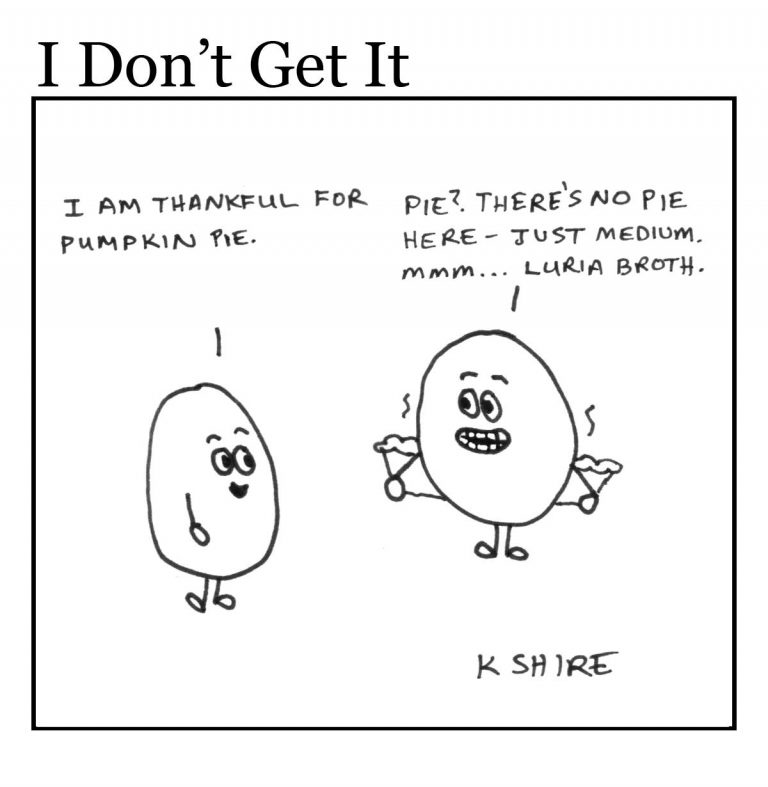 I Don't Get It
I AM THANKFUL FOR
PUMPKIN PIE.
PIE? THERE'S NO PIE
HERE - JUST MEDIUM.
MMM... LURIA BROTH.
K SHIRE